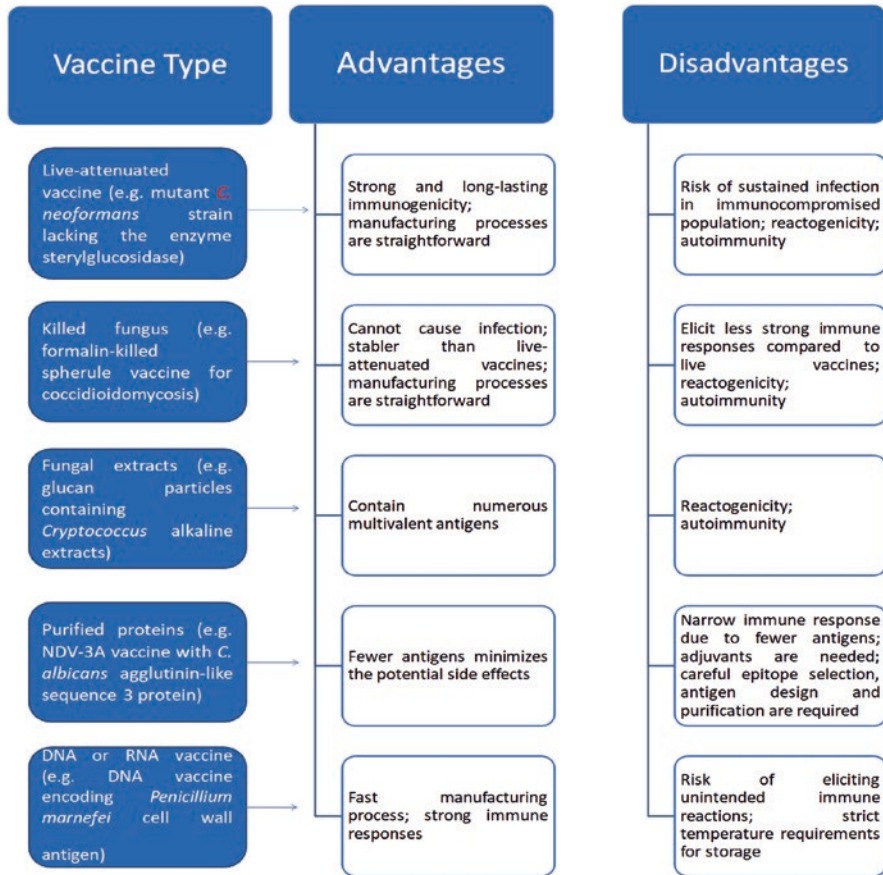 Vaccine Type
Advantages
Disadvantages
Live-attenuated
vaccine (e.g. mutant C.
neoformans strain
lacking the enzyme
sterylglucosidase)
Strong and long-lasting
immunogenicity;
manufacturing processes
are straightforward
Risk of sustained infection
in immunocompromised
population; reactogenicity;
autoimmunity
Killed fungus (e.g.
formalin-killed
spherule vaccine for
coccidioidomycosis)
Cannot cause infection;
stabler than live-
attenuated vaccines;
manufacturing processes
are straightforward
Elicit less strong immune
responses compared to
live vaccines;
reactogenicity;
autoimmunity
Fungal extracts (e.g.
glucan particles
containing
Cryptococcus alkaline
extracts)
Contain numerous
multivalent antigens
Reactogenicity;
autoimmunity
Purified proteins (e.g.
NDV-3A vaccine with C.
albicans agglutinin-like
sequence 3 protein)
Fewer antigens minimizes
the potential side effects
Narrow immune response
due to fewer antigens;
adjuvants are needed;
careful epitope selection,
antigen design and
purification are required
DNA or RNA vaccine
(e.g. DNA vaccine
encoding Penicillium
marnefei cell wall
antigen)
Fast manufacturing
process; strong immune
responses
Risk of eliciting
unintended immune
reactions; strict
temperature requirements
for storage